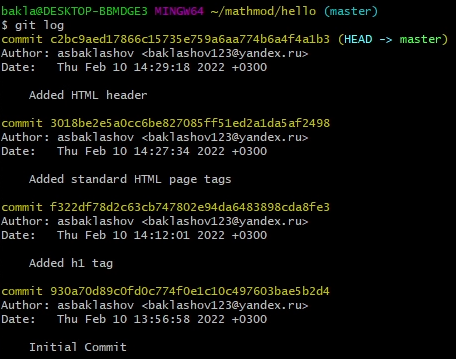 bakla@DESKTOP-BBMDGE3 MINGW64 ~/mathmod/hello (master)
$ git log
commit c2bc9aed17866c15735e759a6aa774b6a4f4a1b3 (HEAD -> master)
Author: asbaklashov <baklashov123@yandex.ru>
Date:   Thu Feb 10 14:29:18 2022 +0300
    Added HTML header
commit 3018be2e5a0cc6be827085ff51ed2a1da5af2498
Author: asbaklashov <baklashov123@yandex.ru>
Date:   Thu Feb 10 14:27:34 2022 +0300
    Added standard HTML page tags
commit f322df78d2c63cb747802e94da6483898cda8fe3
Author: asbaklashov <baklashov123@yandex.ru>
Date:   Thu Feb 10 14:12:01 2022 +0300
    Added h1 tag
commit 930a70d89c0fd0c774f0e1c10c497603bae5b2d4
Author: asbaklashov <baklashov123@yandex.ru>
Date:   Thu Feb 10 13:56:58 2022 +0300
    Initial Commit